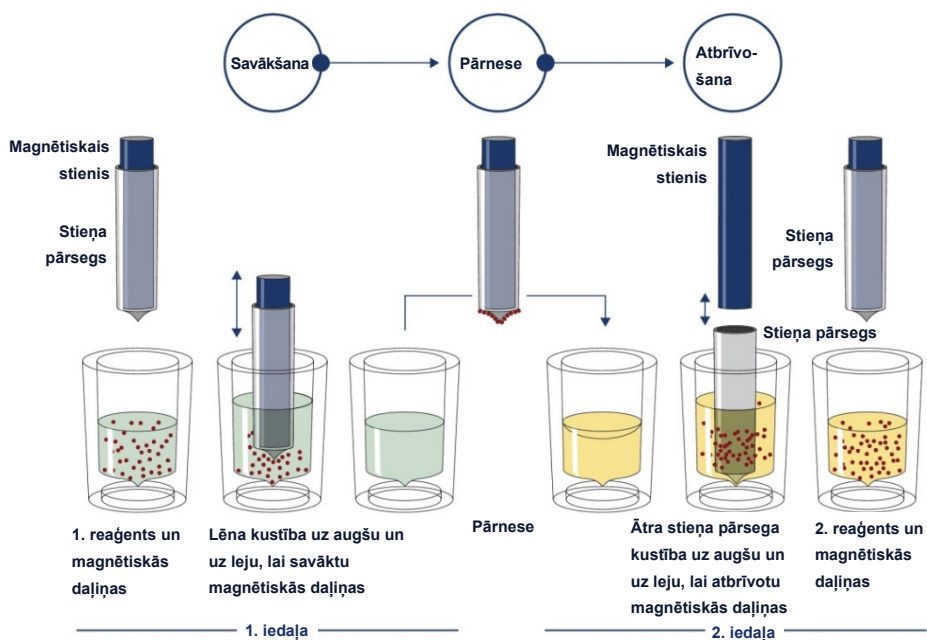 Savākšana
Pārnese
Atbrīvo-
šana
Magnētiskais
stienis
Stieņa
pārsegs
Magnētiskais
stienis
Stieņa
pārsegs
Stieņa pārsegs
1. reaģents un
magnētiskās
daļiņas
Lēna kustība uz augšu un
uz leju, lai savāktu
magnētiskās daļiņas
Pārnese
Ātra stieņa pārsega
kustība uz augšu un
uz leju, lai atbrīvotu
magnētiskās daļiņas
2. reaģents un
magnētiskās
daļiņas
1. iedaļa
2. iedaļa